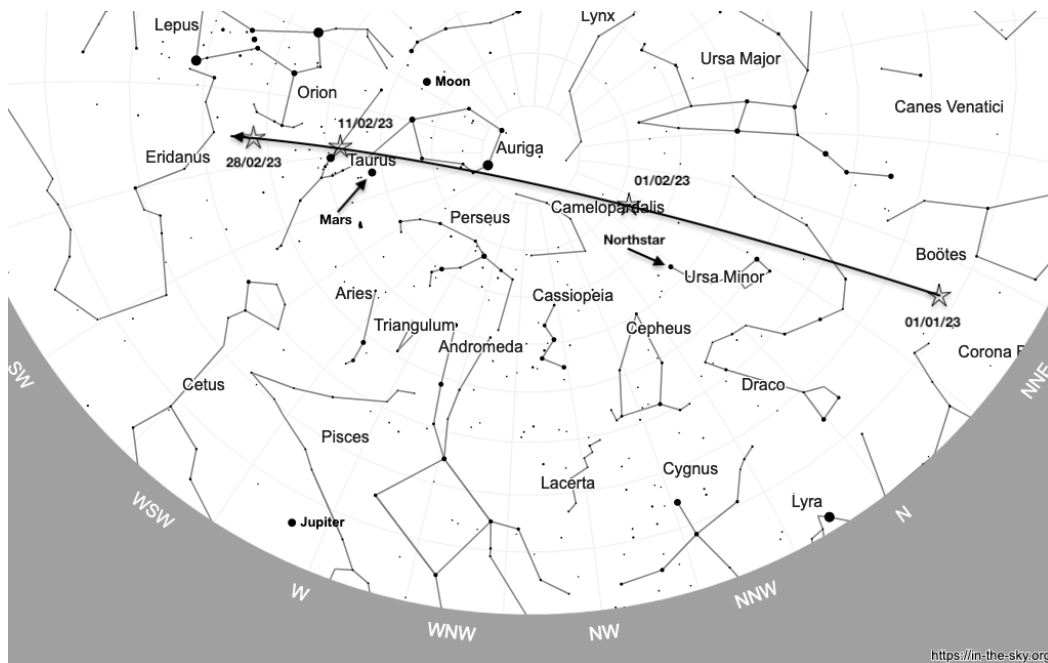 Lepus
Lynx
Ursa Major
Moon
Orion
Canes Venatici
11/02/23
Auriga
Eridanus
28/02/23
Taurus
01/02/23
Mars
Perseus
Camelopardalis
Northstar
Boötes
Ursa Minor
Aries
Cassiopeia
01/01/23
Triangulum
Cepheus
Andromeda
Corona B
NNE
SW
Cetus
Draco
Pisces
Cygnus
Lacerta
Lyra
WSW
Jupiter
N
W
NNW
WNW
NW
https://in-the-sky.org